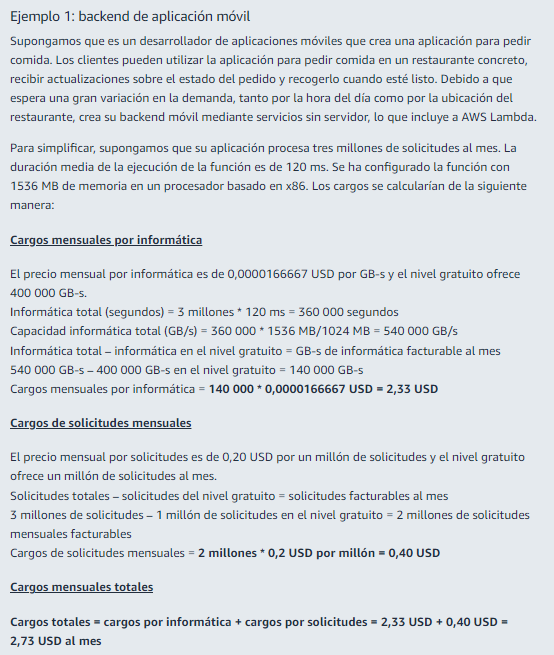 Ejemplo 1: backend de aplicación móvil
Supongamos que es un desarrollador de aplicaciones móviles que crea una aplicación para pedir
comida. Los clientes pueden utilizar la aplicación para pedir comida en un restaurante concreto,
recibir actualizaciones sobre el estado del pedido y recogerlo cuando esté listo. Debido a que
espera una gran variación en la demanda, tanto por la hora del día como por la ubicación del
restaurante, crea su backend móvil mediante servicios sin servidor, lo que incluye a AWS Lambda.
Para simplificar, supongamos que su aplicación procesa tres millones de solicitudes al mes. La
duración media de la ejecución de la función es de 120 ms. Se ha configurado la función con
1536 MB de memoria en un procesador basado en x86. Los cargos se calcularían de la siguiente
manera:
Cargos mensuales por informática
El precio mensual por informática es de 0,0000166667 USD por GB-s y el nivel gratuito ofrece
400 000 GB-s.
Informática total (segundos) = 3 millones * 120 ms = 360 000 segundos
Capacidad informática total (GB/s) = 360 000 * 1536 MB/1024 MB = 540 000 GB/s
Informática total – informática en el nivel gratuito = GB-s de informática facturable al mes
540 000 GB-s – 400 000 GB-s en el nivel gratuito = 140 000 GB-s
Cargos mensuales por informática = 140 000 * 0,0000166667 USD = 2,33 USD
Cargos de solicitudes mensuales
El precio mensual por solicitudes es de 0,20 USD por un millón de solicitudes y el nivel gratuito
ofrece un millón de solicitudes al mes.
Solicitudes totales – solicitudes del nivel gratuito = solicitudes facturables al mes
3 millones de solicitudes – 1 millón de solicitudes en el nivel gratuito = 2 millones de solicitudes
mensuales facturables
Cargos de solicitudes mensuales = 2 millones * 0,2 USD por millón = 0,40 USD
Cargos mensuales totales
Cargos totales = cargos por informática + cargos por solicitudes = 2,33 USD + 0,40 USD =
2,73 USD al mes